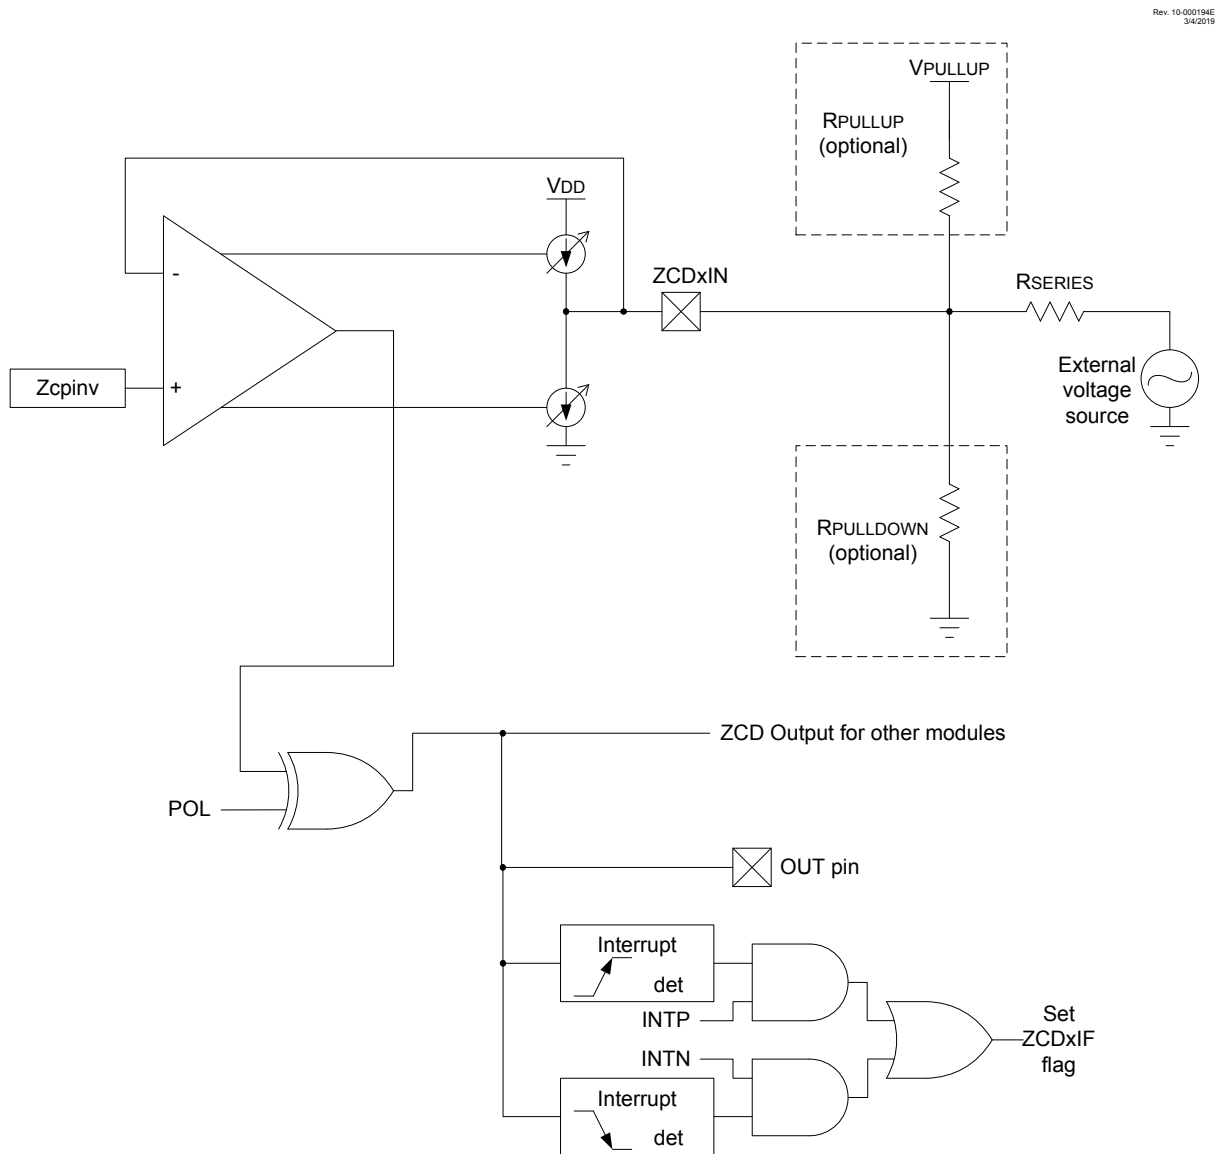 Rev. 10-000194E
3/4/2019
VPULLUP
RPULLUP
(optional)
VDD
ZCDxIN
RSERIES
-
Zcpinv
+
External
voltage
source
RPULLDOWN
(optional)
ZCD Output for other modules
POL
OUT pin
Interrupt
det
INTP
Set
ZCDxIF
flag
INTN
Interrupt
det